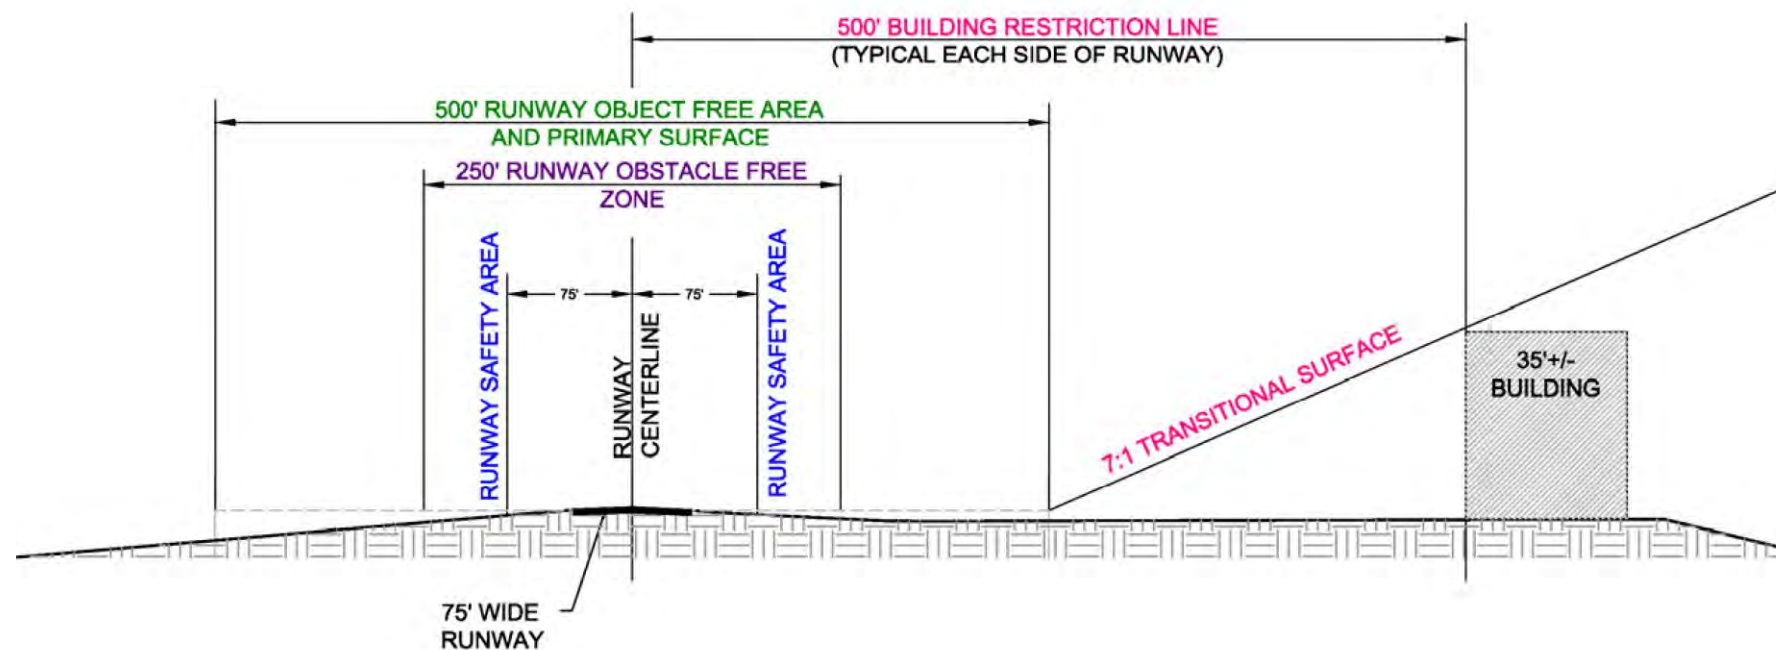 500' BUILDING RESTRICTION LINE
(TYPICAL EACH SIDE OF RUNWAY)
500' RUNWAY OBJECT FREE AREA
AND PRIMARY SURFACE
250' RUNWAY OBSTACLE FREE
ZONE
RUNWAY SAFETY AREA
75'
75'
RUNWAY
CENTERLINE
RUNWAY SAFETY AREA
7:1 TRANSITIONAL SURFACE
35'+/-
BUILDING
75' WIDE
RUNWAY